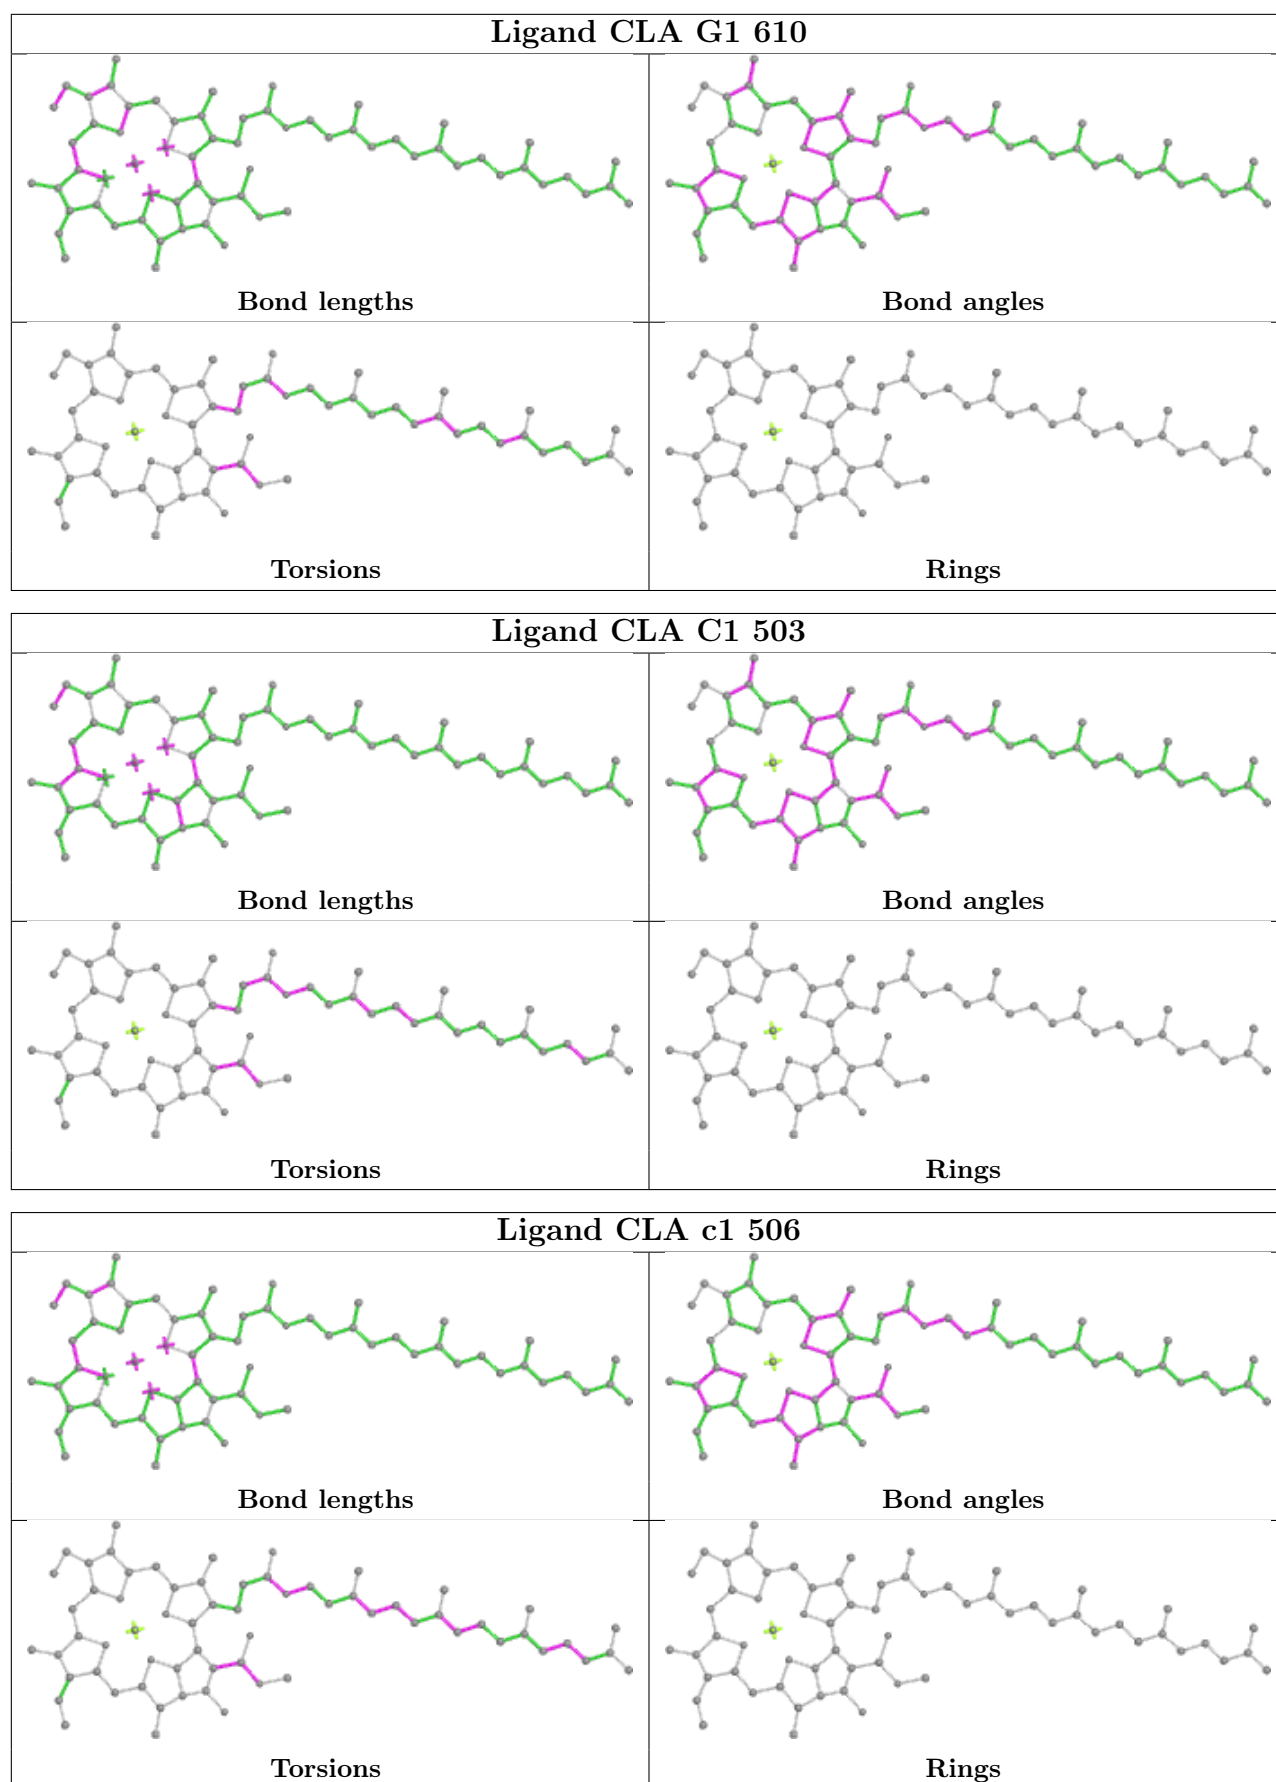 Ligand CLA G1 610
Bond lengths
Bond angles
Torsions
Rings
Ligand CLA C1 503
Bond lengths
Bond angles
Torsions
Rings
Ligand CLA c1 506
Bond lengths
Bond angles
Torsions
Rings